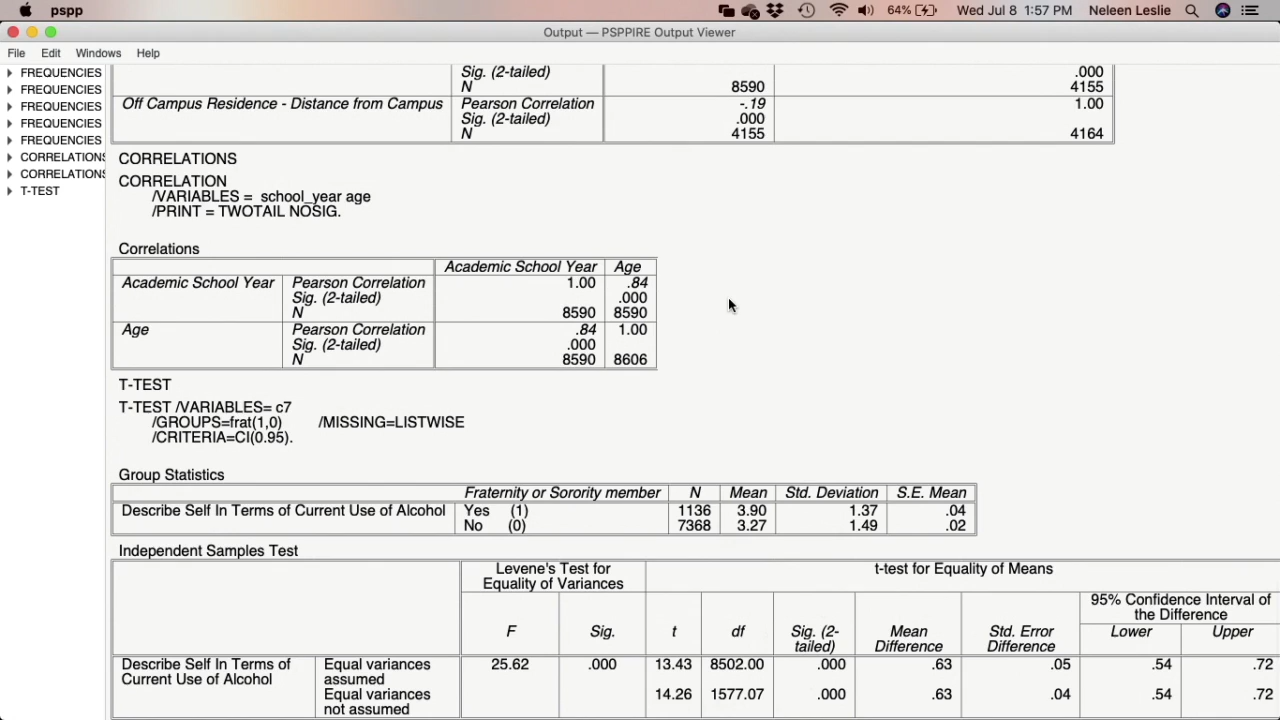 pspp 64% Wed Jul 8 1:57 PM Neleen Leslie
Output — PSPPIRE Output Viewer
File Edit Windows Help
FREQUENCIES
FREQUENCIES
FREQUENCIES
FREQUENCIES
FREQUENCIES
CORRELATIONS
CORRELATIONS
T-TEST
Sig. (2-tailed) .000
N 8590 4155
Off Campus Residence - Distance from Campus Pearson Correlation -.19 1.00
Sig. (2-tailed) .000
N 4155 4164
CORRELATIONS
CORRELATION
/VARIABLES = school_year age
/PRINT = TWOTAIL NOSIG.
Correlations
Academic School Year Age
Academic School Year Pearson Correlation 1.00 .84
Sig. (2-tailed) .000
N 8590 8590
Age Pearson Correlation .84 1.00
Sig. (2-tailed) .000
N 8590 8606
T-TEST
T-TEST /VARIABLES= c7
/GROUPS=frat(1,0) /MISSING=LISTWISE
/CRITERIA=CI(0.95).
Group Statistics
Fraternity or Sorority member N Mean Std. Deviation S.E. Mean
Describe Self In Terms of Current Use of Alcohol Yes (1) 1136 3.90 1.37 .04
No (0) 7368 3.27 1.49 .02
Independent Samples Test
Levene's Test for t-test for Equality of Means
Equality of Variances
95% Confidence Interval of
the Difference
F Sig. t df Sig. (2- Mean Std. Error Lower Upper
tailed) Difference Difference
Describe Self In Terms of Equal variances 25.62 .000 13.43 8502.00 .000 .63 .05 .54 .72
Current Use of Alcohol assumed
Equal variances 14.26 1577.07 .000 .63 .04 .54 .72
not assumed